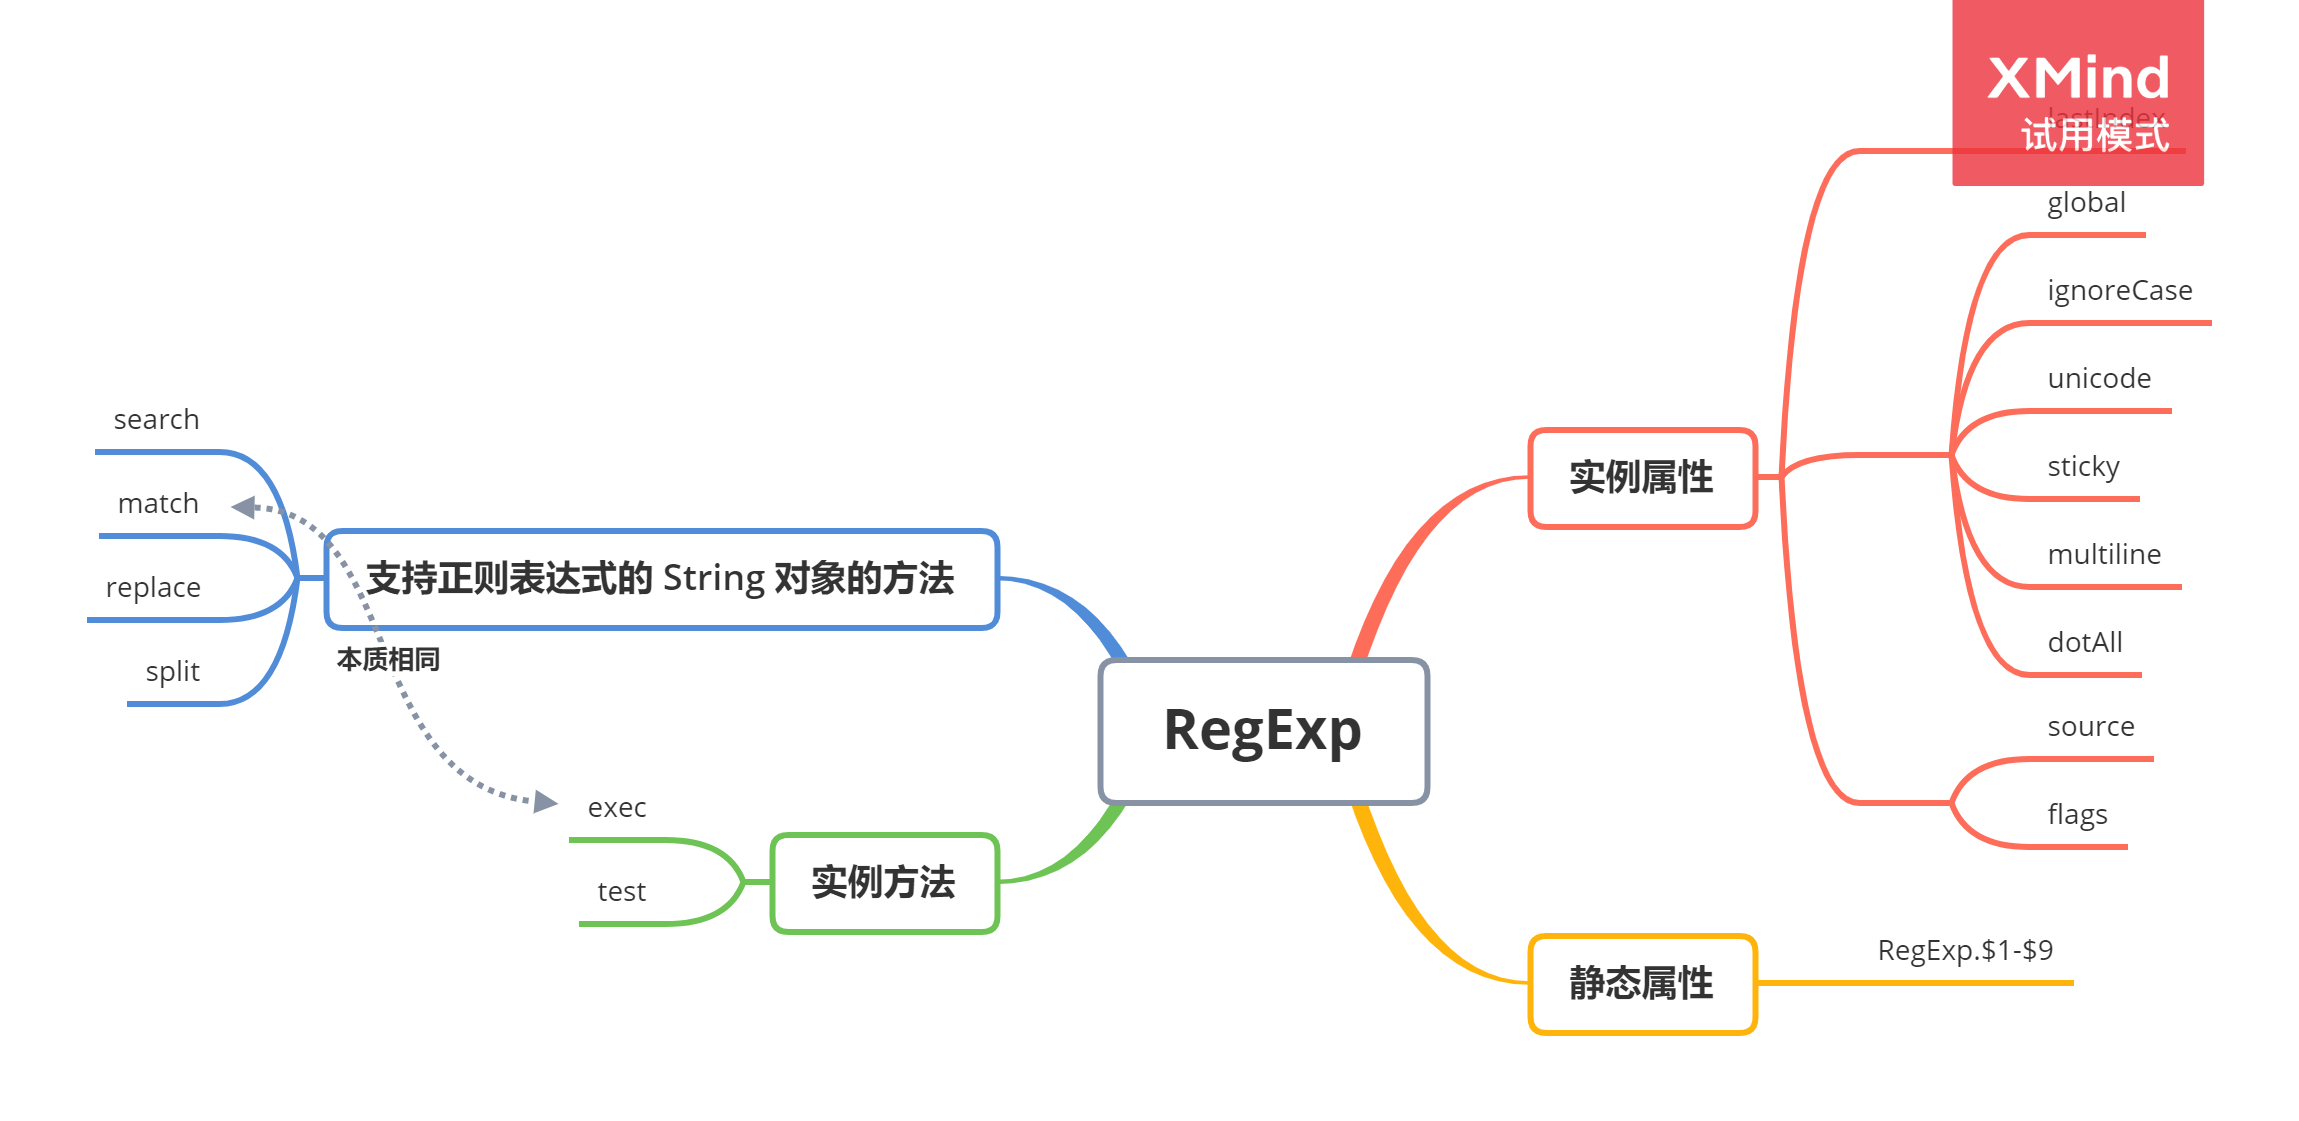 XMind
lastIndex
试用模式
global
ignoreCase
unicode
sticky
multiline
dotAll
source
flags
实例属性
RegExp.$1-$9
静态属性
RegExp
支持正则表达式的 String 对象的方法
search
match
replace
split
本质相同
exec
test
实例方法